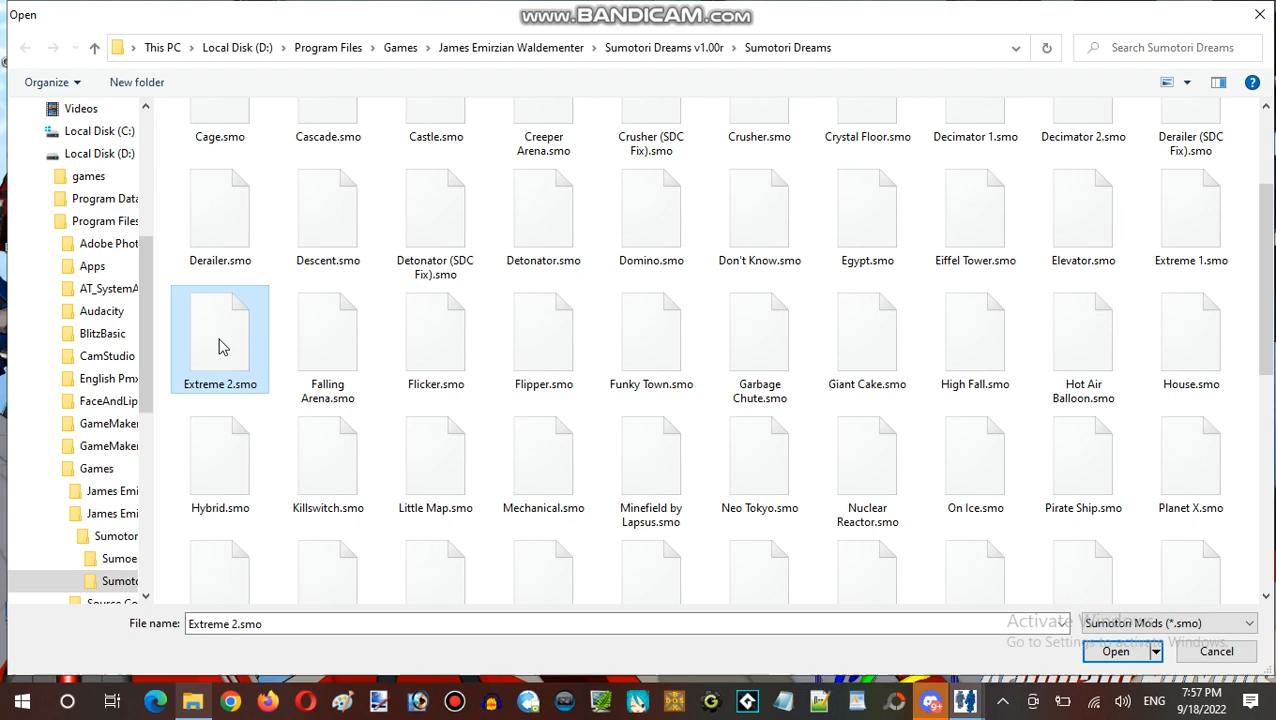 Open
www.BANDICAM.com
This PC > Local Disk (D:) > Program Files > Games > James Emirzian Waldementer > Sumotori Dreams v1.00r > Sumotori Dreams
Search Sumotori Dreams
Organize
New folder
Videos
Local Disk (C:)
Local Disk (D:)
games
Program Data
Program Files
Adobe Phot
Apps
AT_SystemA
Audacity
BlitzBasic
CamStudio
English Pmx
FaceAndLip
GameMaker
GameMaker
Games
James Emi
James Emi
Sumotor
Sumoe
Sumoto
Source Co
Cage.smo
Cascade.smo
Castle.smo
Creeper
Arena.smo
Crusher (SDC
Fix).smo
Crusher.smo
Crystal Floor.smo
Decimator 1.smo
Decimator 2.smo
Derailer (SDC
Fix).smo
Derailer.smo
Descent.smo
Detonator (SDC
Fix).smo
Detonator.smo
Domino.smo
Don't Know.smo
Egypt.smo
Eiffel Tower.smo
Elevator.smo
Extreme 1.smo
Extreme 2.smo
Falling
Arena.smo
Flicker.smo
Flipper.smo
Funky Town.smo
Garbage
Chute.smo
Giant Cake.smo
High Fall.smo
Hot Air
Balloon.smo
House.smo
Hybrid.smo
Killswitch.smo
Little Map.smo
Mechanical.smo
Minefield by
Lapsus.smo
Neo Tokyo.smo
Nuclear
Reactor.smo
On Ice.smo
Pirate Ship.smo
Planet X.smo
File name:
Extreme 2.smo
Sumotori Mods (*.smo)
Activate Windows
Go to Settings to activate Windows.
Open
Cancel
ENG
7:57 PM
9/18/2022